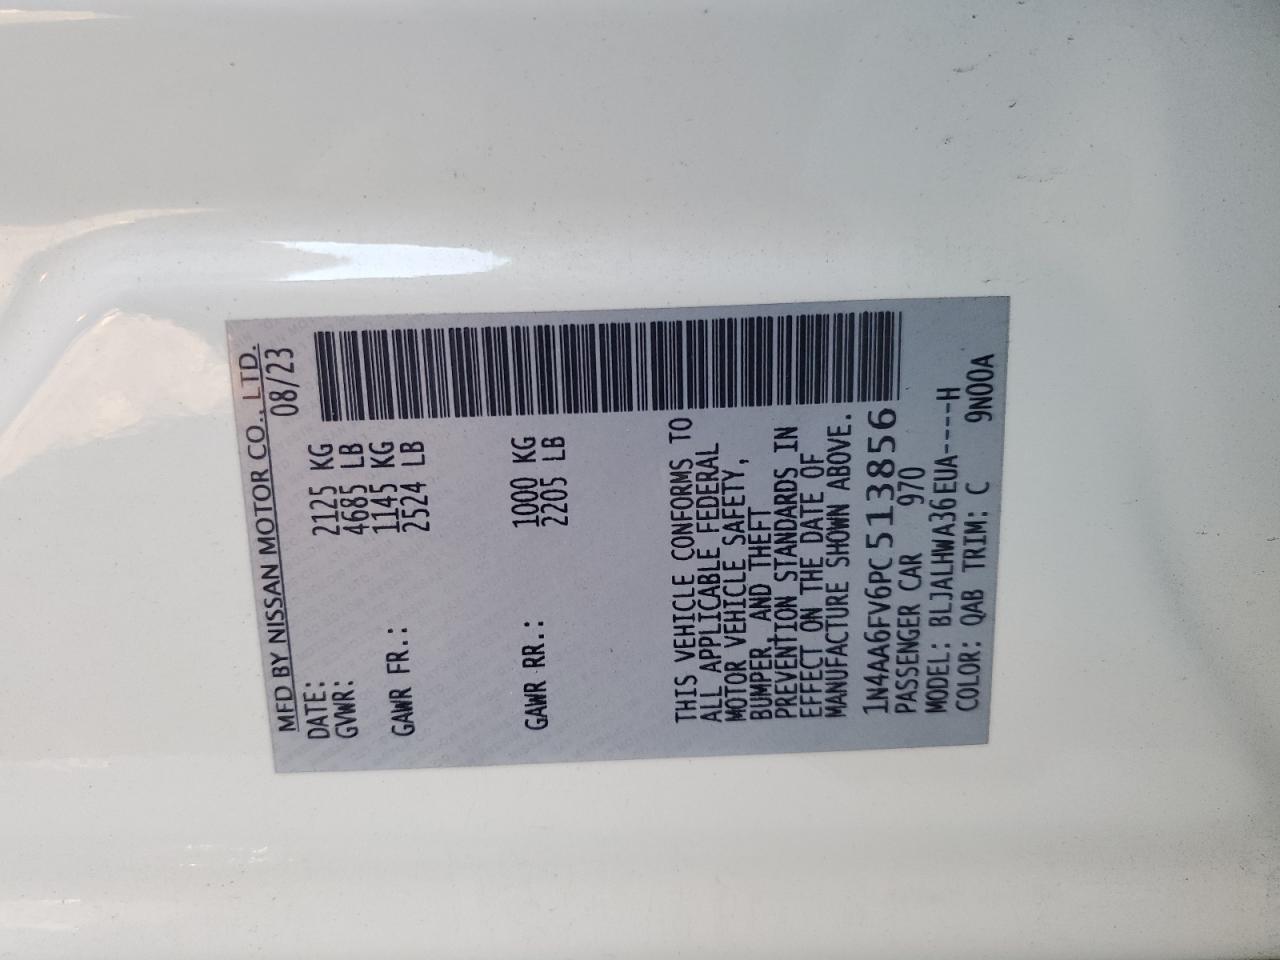 MFD BY NISSAN MOTOR CO., LTD.
DATE: 08/23
GVWR: 2125 KG
4685 LB
GAWR FR.: 1145 KG
2524 LB
GAWR RR.: 1000 KG
2205 LB
THIS VEHICLE CONFORMS TO
ALL APPLICABLE FEDERAL
MOTOR VEHICLE SAFETY,
BUMPER, AND THEFT
PREVENTION STANDARDS IN
EFFECT ON THE DATE OF
MANUFACTURE SHOWN ABOVE.
1N4AA6FV6PC513856
PASSENGER CAR 970
MODEL: BLJALHWA36EUA----H
COLOR: QAB TRIM: C 9N00A